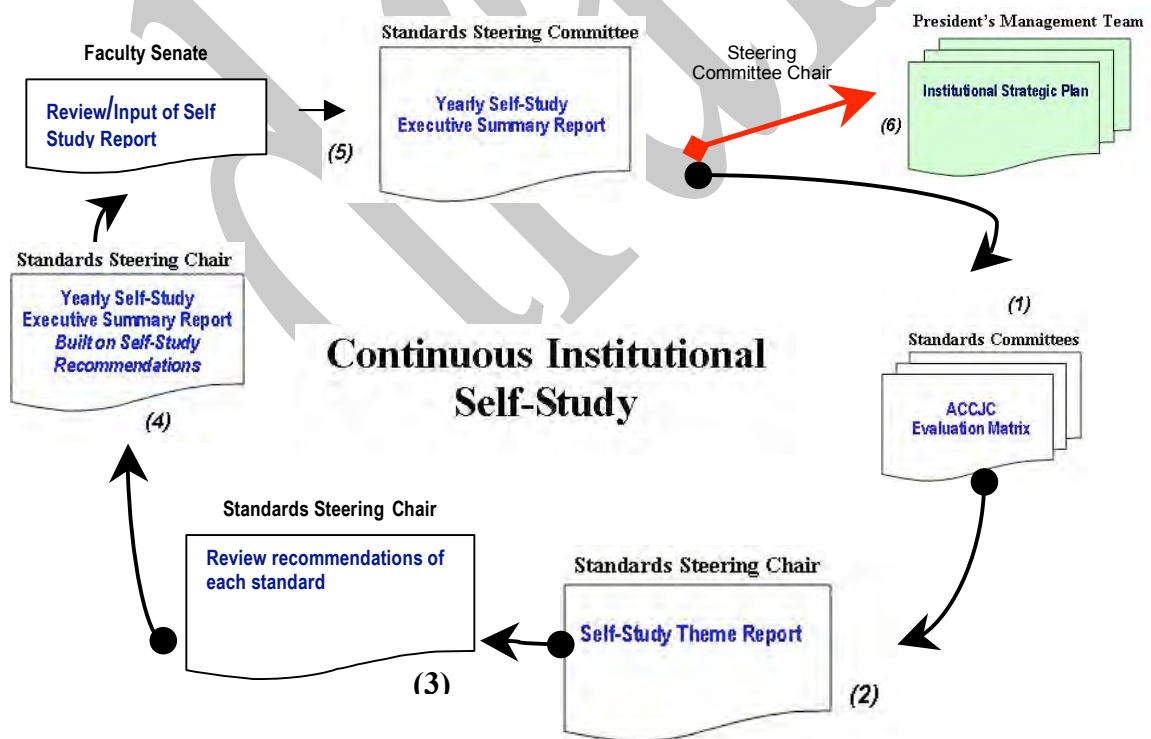 Faculty Senate
Review/Input of Self
Study Report
Standards Steering Committee
Yearly Self-Study
Executive Summary Report
(5)
Steering
Committee Chair
President's Management Team
Institutional Strategic Plan
(6)
(1)
Standards Committees
ACCJC
Evaluation Matrix
Standards Steering Chair
Yearly Self-Study
Executive Summary Report
Built on Self-Study
Recommendations
(4)
Continuous Institutional
Self-Study
Standards Steering Chair
Review recommendations of
each standard
(3)
Standards Steering Chair
Self-Study Theme Report
(2)